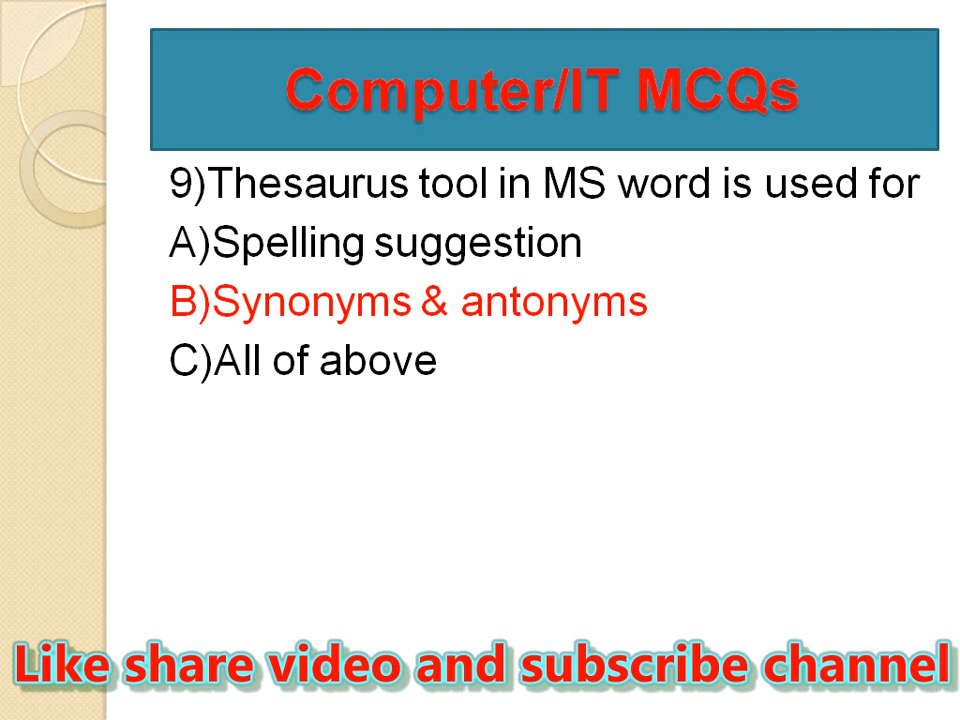 Computer/IT MCQs
9)Thesaurus tool in MS word is used for
A)Spelling suggestion
B)Synonyms & antonyms
C)All of above
Like share video and subscribe channel